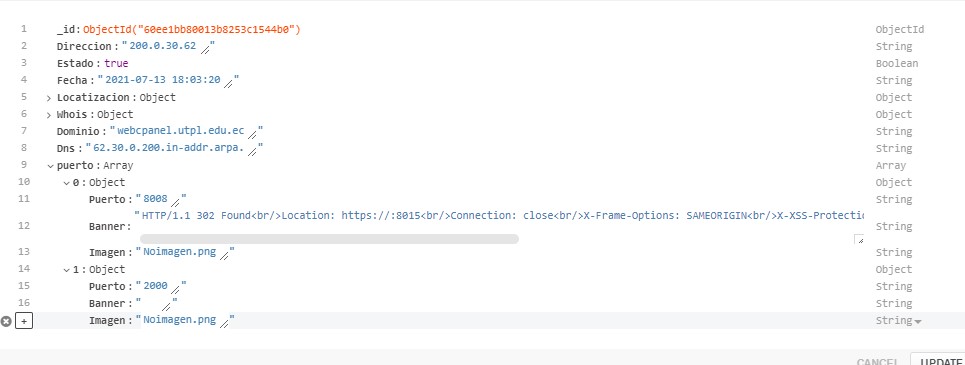 1 _id: ObjectId("60ee1bb80013b8253c1544b0") ObjectId
2 Direccion : "200.0.30.62" String
3 Estado : true Boolean
4 Fecha : "2021-07-13 18:03:20" String
5 > Locatizacion : Object Object
6 > Whois : Object Object
7 Dominio : "webcpanel.utpl.edu.ec" String
8 Dns : "62.30.0.200.in-addr.arpa." String
9 puerto : Array Array
10 0 : Object Object
11 Puerto : "8008" String
"HTTP/1.1 302 Found<br/>Location: https://:8015<br/>Connection: close<br/>X-Frame-Options: SAMEORIGIN<br/>X-XSS-Protectio
12 Banner : String
13 Imagen : "Noimagen.png" String
14 1 : Object Object
15 Puerto : "2000" String
16 Banner : " " String
+ Imagen : "Noimagen.png" String
CANCEL UPDATE